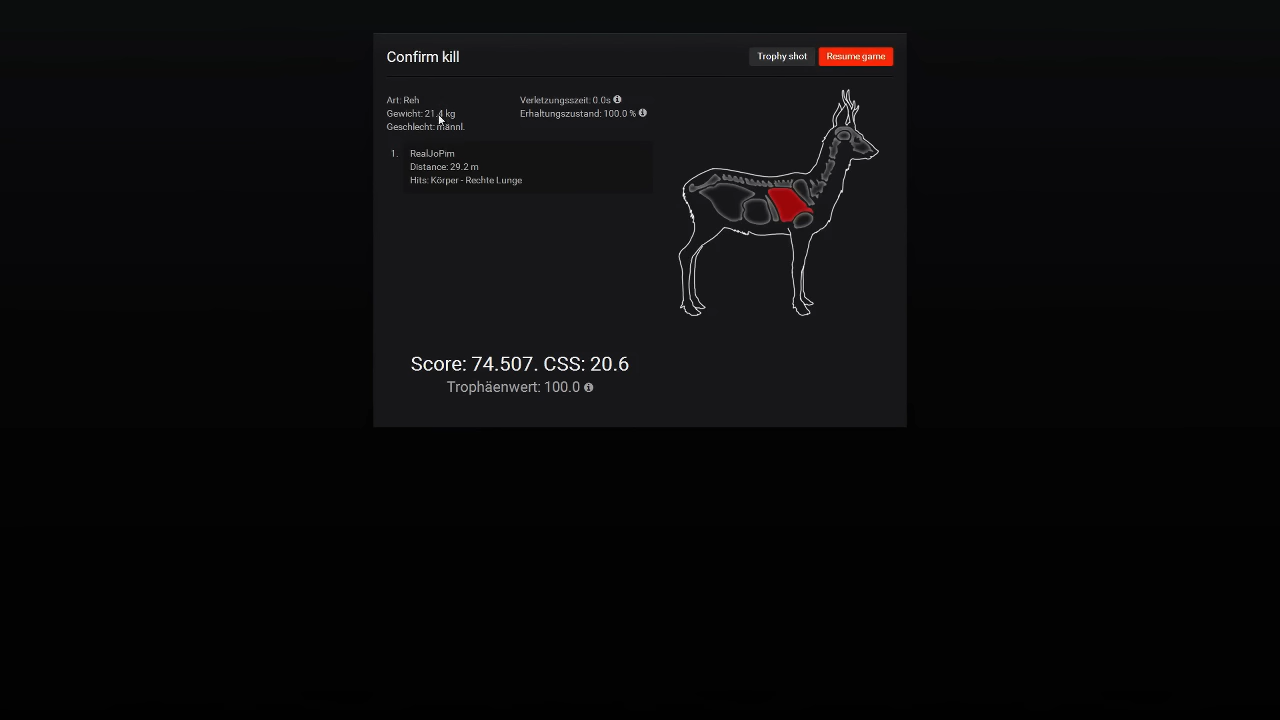 Confirm kill
Trophy shot
Resume game
Art: Reh
Gewicht: 21.4 kg
Geschlecht: männl.
Verletzungsszeit: 0.0s
Erhaltungszustand: 100.0 %
1. RealJoPim
Distance: 29.2 m
Hits: Körper - Rechte Lunge
Score: 74.507. CSS: 20.6
Trophäenwert: 100.0